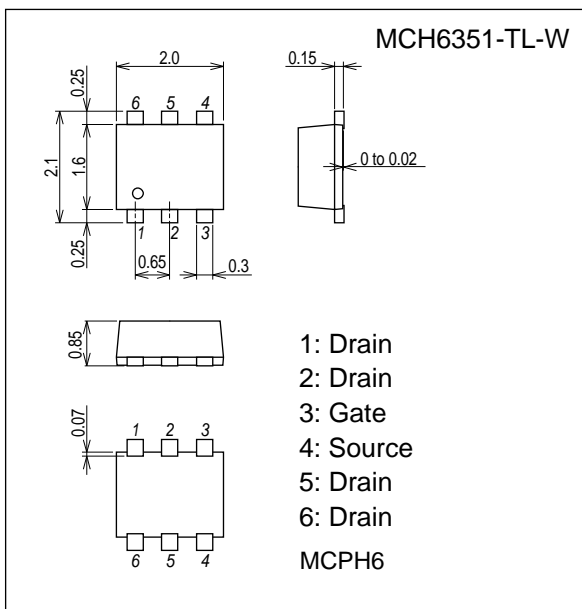 MCH6351-TL-W
2.0
0.15
0.25
6 5 4
2.1
1.6
0 to 0.02
0.25
1 2 3
0.65
0.3
0.85
1: Drain
2: Drain
3: Gate
4: Source
5: Drain
6: Drain
0.07
1 2 3
6 5 4
MCPH6